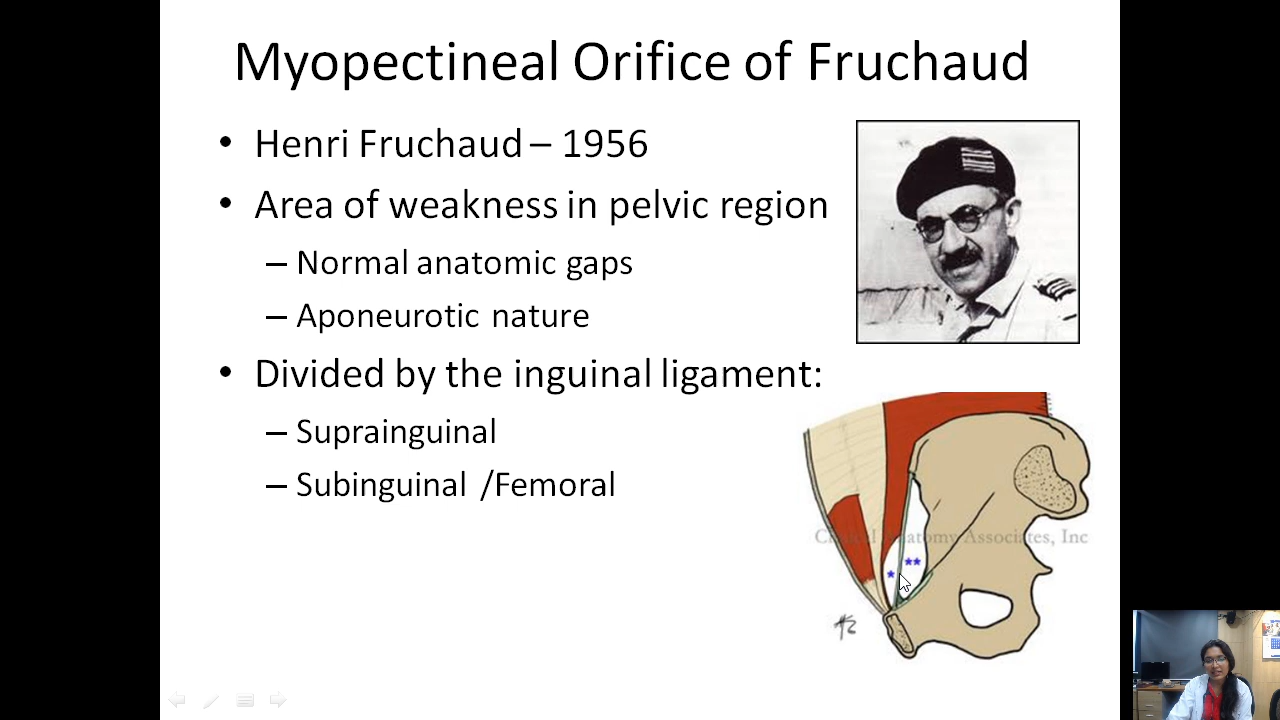 Myopectineal Orifice of Fruchaud
• Henri Fruchaud – 1956
• Area of weakness in pelvic region
– Normal anatomic gaps
– Aponeurotic nature
• Divided by the inguinal ligament:
– Suprainguinal
– Subinguinal /Femoral
Anatomy Associates, Inc
* **